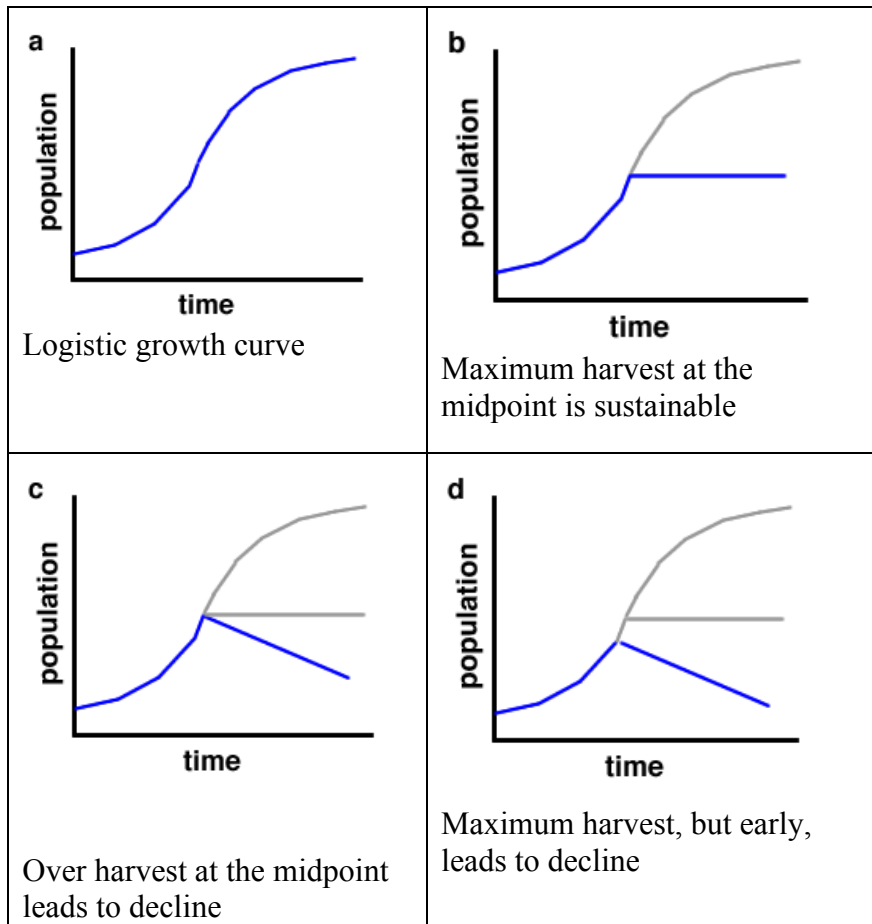 a
population
time
Logistic growth curve
b
population
time
Maximum harvest at the
midpoint is sustainable
c
population
time
Over harvest at the midpoint
leads to decline
d
population
time
Maximum harvest, but early,
leads to decline